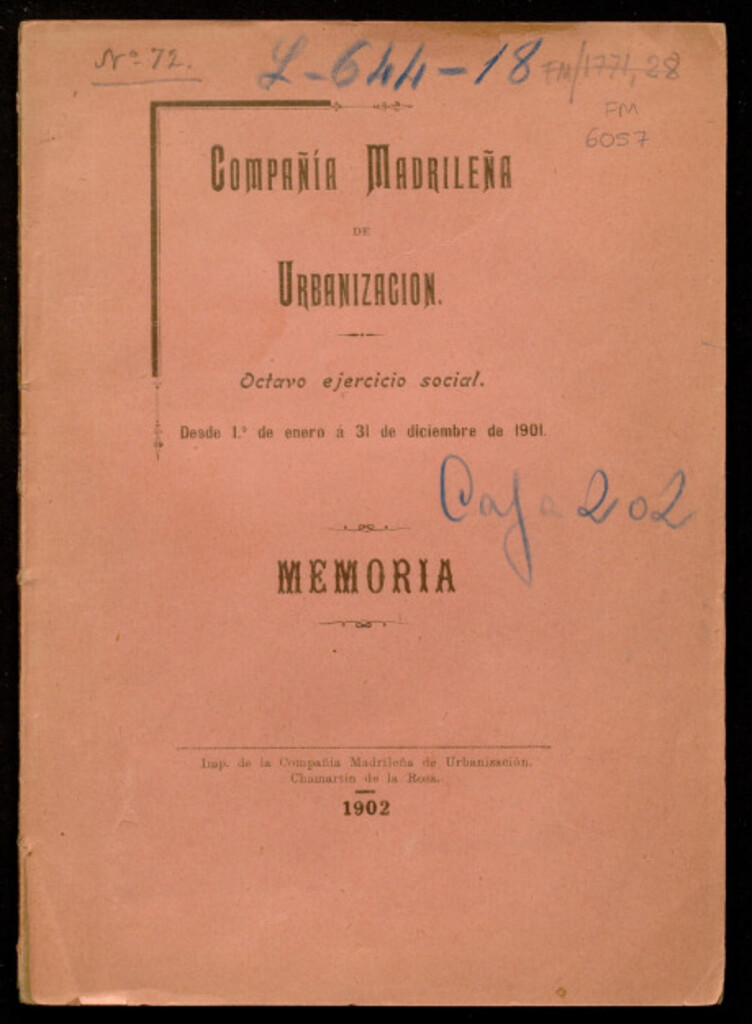 Nº 72.
L-644-18
FM/1771, 28
FM
6057
COMPAÑÍA MADRILEÑA
DE
URBANIZACION.
Octavo ejercicio social.
Desde 1.º de enero á 31 de diciembre de 1901.
Caja 202
MEMORIA
Imp. de la Compañía Madrileña de Urbanización.
Chamartín de la Rosa.
1902